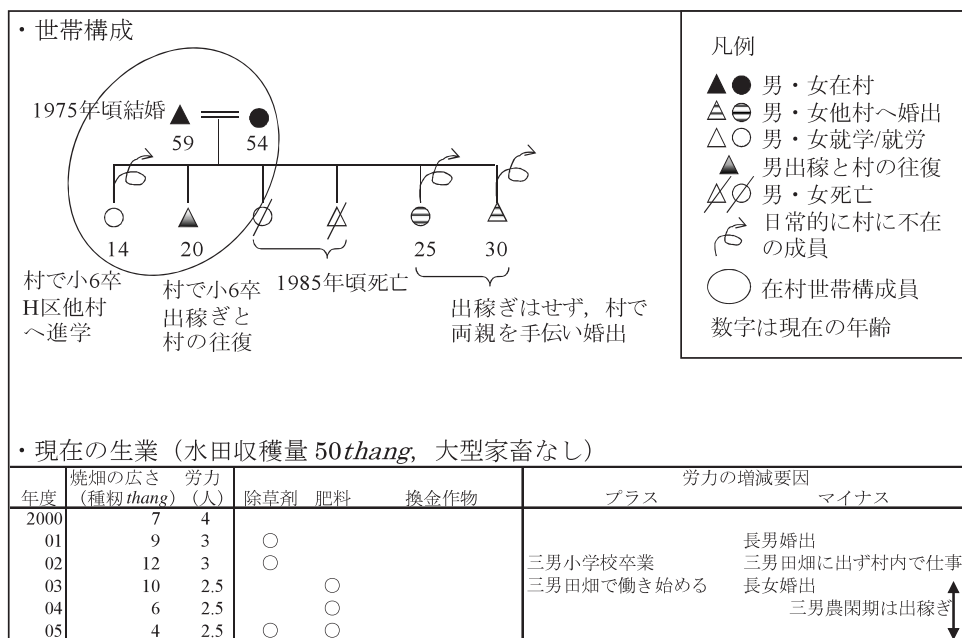 ・世帯構成
1975年頃結婚
59 54
14 20 25 30
村で小6卒
H区他村
へ進学
村で小6卒
出稼ぎと
村の往復
1985年頃死亡
出稼ぎはせず，村で
両親を手伝い婚出
凡例
男・女在村
男・女他村へ婚出
男・女就学/就労
男出稼と村の往復
男・女死亡
日常的に村に不在
の成員
在村世帯構成員
数字は現在の年齢
・現在の生業（水田収穫量 50thang，大型家畜なし）
焼畑の広さ 労力 労力の増減要因
年度 （種籾thang） （人） 除草剤 肥料 換金作物 プラス マイナス
2000 7 4
01 9 3 ○ 長男婚出
02 12 3 ○ 三男小学校卒業 三男田畑に出ず村内で仕事
03 10 2.5 ○ 三男田畑で働き始める 長女婚出
04 6 2.5 ○ 三男農閑期は出稼ぎ
05 4 2.5 ○ ○